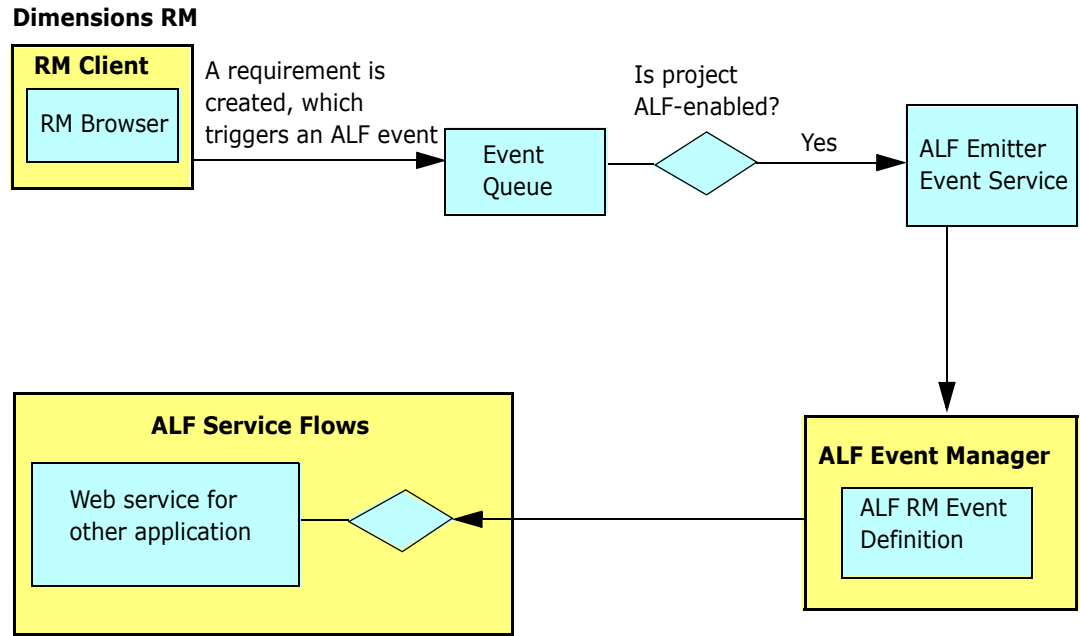 Dimensions RM
RM Client
RM Browser
A requirement is
created, which
triggers an ALF event
Event
Queue
Is project
ALF-enabled?
Yes
ALF Emitter
Event Service
ALF Service Flows
Web service for
other application
ALF Event Manager
ALF RM Event
Definition